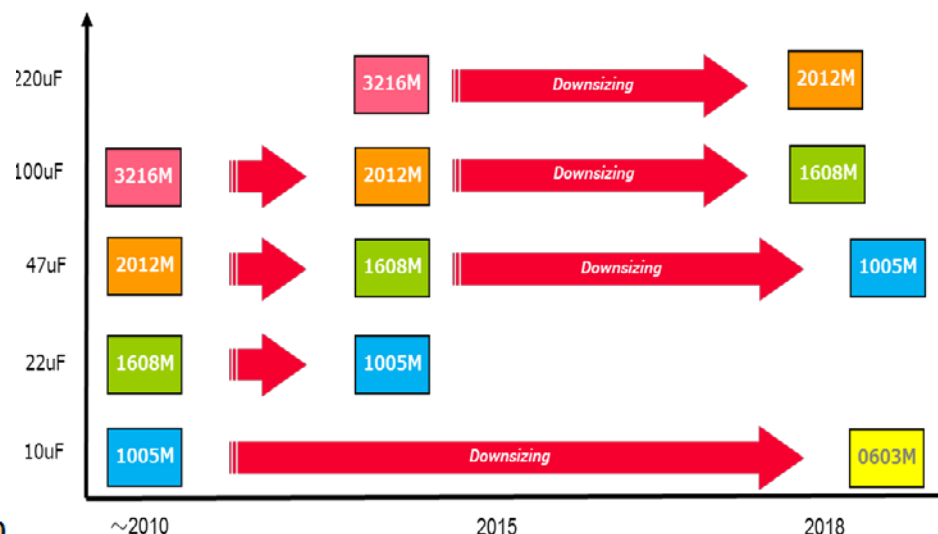 220uF 3216M Downsizing 2012M
100uF 3216M 2012M Downsizing 1608M
47uF 2012M 1608M Downsizing 1005M
22uF 1608M 1005M
10uF 1005M Downsizing 0603M
~2010 2015 2018